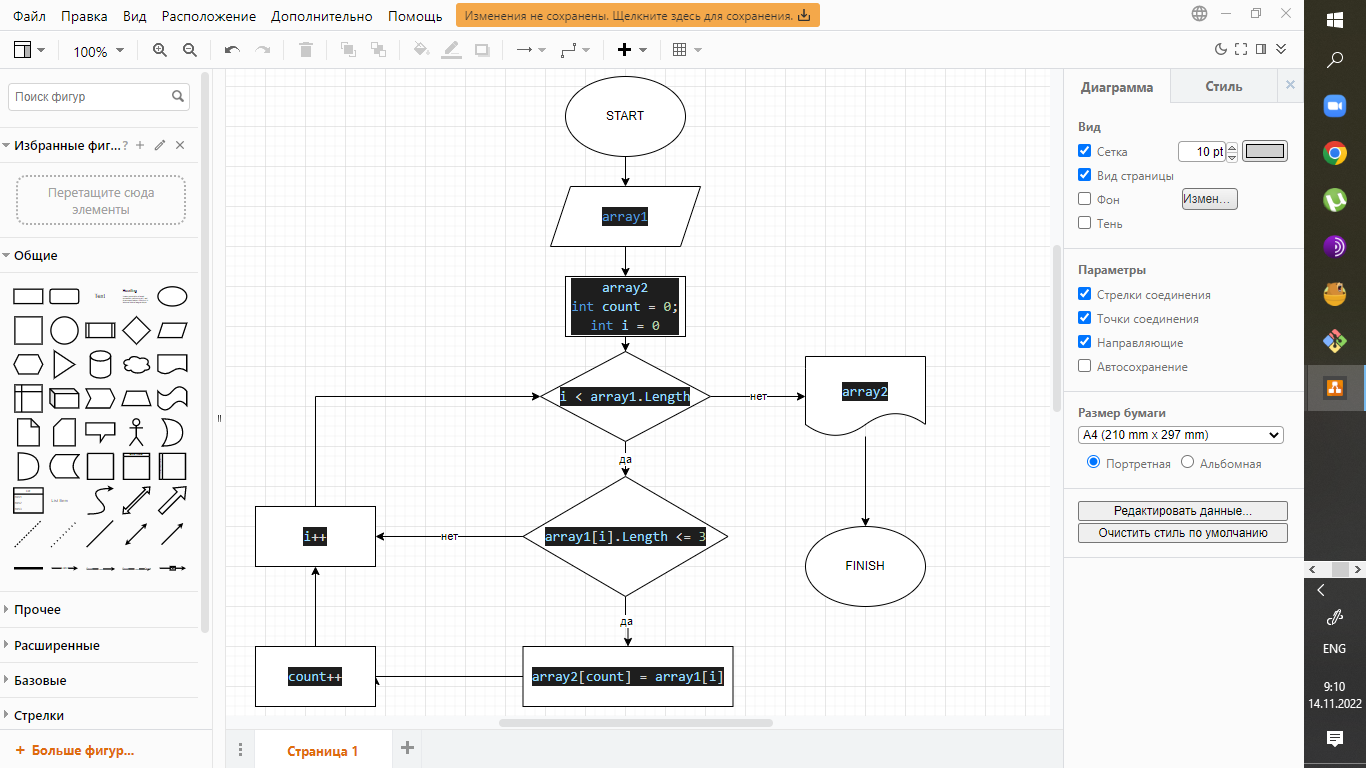 Файл Правка Вид Расположение Дополнительно Помощь Изменения не сохранены. Щелкните здесь для сохранения.
100%
Поиск фигур
Избранные фиг... ?
Перетащите сюда
элементы
Общие
Text
Heading
List Item
Прочее
Расширенные
Базовые
Стрелки
+ Больше фигур...
START
array1
array2
int count = 0;
int i = 0
i < array1.Length
нет
array2
да
array1[i].Length <= 3
нет
i++
FINISH
да
array2[count] = array1[i]
count++
Страница 1
Диаграмма Стиль
Вид
Сетка 10 pt
Вид страницы
Фон Измен...
Тень
Параметры
Стрелки соединения
Точки соединения
Направляющие
Автосохранение
Размер бумаги
A4 (210 mm x 297 mm)
Портретная Альбомная
Редактировать данные...
Очистить стиль по умолчанию
ENG
9:10
14.11.2022